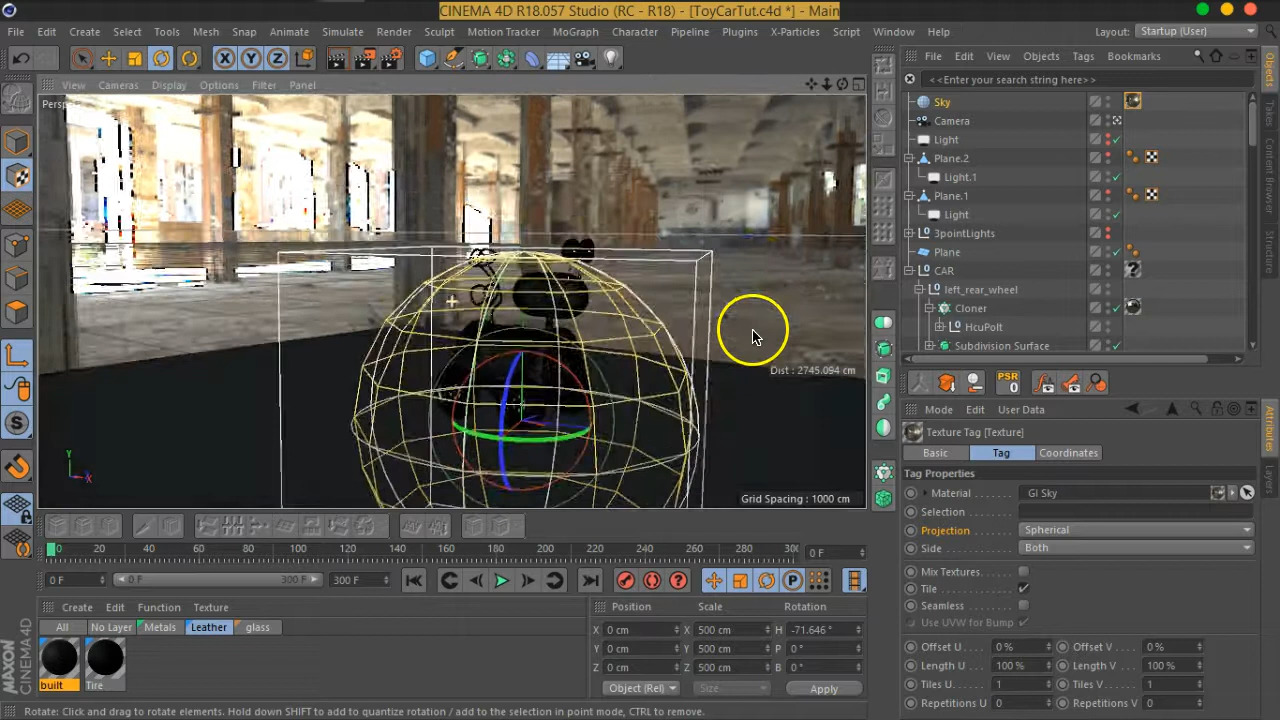 CINEMA 4D R18.057 Studio (RC - R18) - [ToyCarTut.c4d *] - Main
File Edit Create Select Tools Mesh Snap Animate Simulate Render Sculpt Motion Tracker MoGraph Character Pipeline Plugins X-Particles Script Window Help Layout: Startup (User)
X Y Z
File Edit View Objects Tags Bookmarks
View Cameras Display Options Filter Panel
<<Enter your search string here>>
Sky
Camera
Light
Plane.2
Light.1
Plane.1
Light
3pointLights
Plane
CAR
left_rear_wheel
Cloner
HcuPolt
Subdivision Surface
Objects
Takes
Content Browser
Structure
Dist : 2745.094 cm
Grid Spacing : 1000 cm
Y
X
PSR
0
Mode Edit User Data
Texture Tag [Texture]
Basic Tag Coordinates
Tag Properties
Material GI Sky
Selection
Projection Spherical
Side Both
Mix Textures
Tile
Seamless
Use UVW for Bump
Offset U 0 % Offset V 0 %
Length U 100 % Length V 100 %
Tiles U 1 Tiles V 1
Repetitions U 0 Repetitions V 0
Attributes
Layers
0 20 40 60 80 100 120 140 160 180 200 220 240 260 280 300 0 F
0 F 0 F 300 F 300 F
P
Create Edit Function Texture
All No Layer Metals Leather glass
built Tire
MAXON
CINEMA 4D
Position Scale Rotation
X 0 cm X 500 cm H -71.646 °
Y 0 cm Y 500 cm P 0 °
Z 0 cm Z 500 cm B 0 °
Object (Rel) Size Apply
Rotate: Click and drag to rotate elements. Hold down SHIFT to add to quantize rotation / add to the selection in point mode, CTRL to remove.